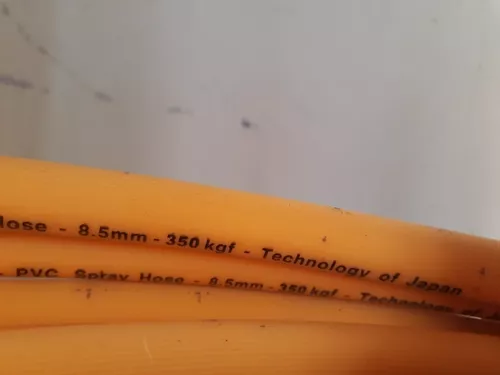 Hose - 8.5mm - 350 kgf - Technology of Japan
- PVC Spray Hose - 8.5mm - 350 kgf - Technology